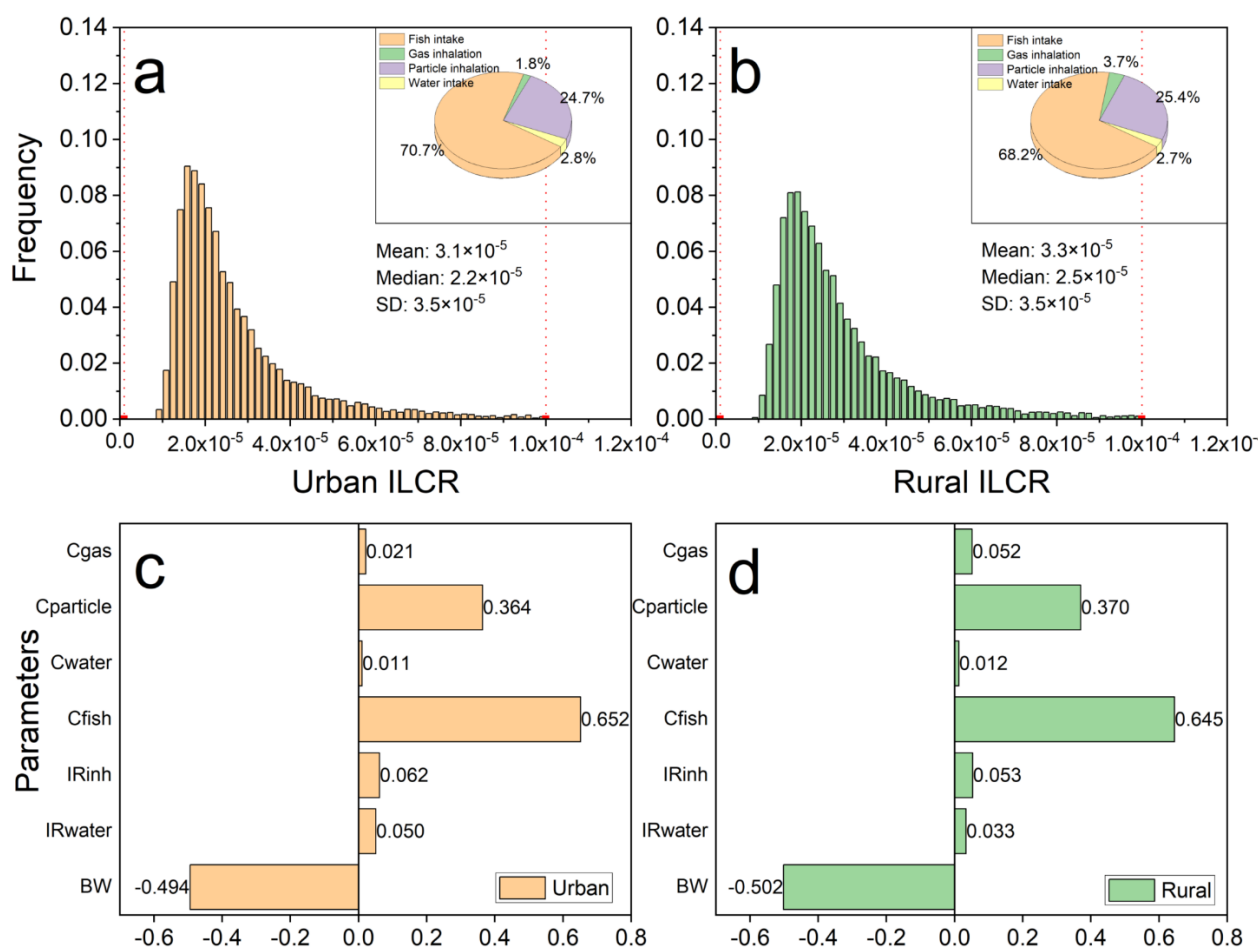 a
Fish intake
Gas inhalation
Particle inhalation
Water intake
1.8%
24.7%
70.7%
2.8%
Mean: 3.1×10⁻⁵
Median: 2.2×10⁻⁵
SD: 3.5×10⁻⁵
Frequency
0.14
0.12
0.10
0.08
0.06
0.04
0.02
0.00
0.0 2.0x10⁻⁵ 4.0x10⁻⁵ 6.0x10⁻⁵ 8.0x10⁻⁵ 1.0x10⁻⁴ 1.2x10⁻⁴
Urban ILCR
b
Fish intake
Gas inhalation
Particle inhalation
Water intake
3.7%
25.4%
68.2%
2.7%
Mean: 3.3×10⁻⁵
Median: 2.5×10⁻⁵
SD: 3.5×10⁻⁵
0.14
0.12
0.10
0.08
0.06
0.04
0.02
0.00
0.0 2.0x10⁻⁵ 4.0x10⁻⁵ 6.0x10⁻⁵ 8.0x10⁻⁵ 1.0x10⁻⁴ 1.2x10⁻
Rural ILCR
c
Parameters
Cgas 0.021
Cparticle 0.364
Cwater 0.011
Cfish 0.652
IRinh 0.062
IRwater 0.050
BW -0.494
Urban
-0.6 -0.4 -0.2 0.0 0.2 0.4 0.6 0.8
d
Cgas 0.052
Cparticle 0.370
Cwater 0.012
Cfish 0.645
IRinh 0.053
IRwater 0.033
BW -0.502
Rural
-0.6 -0.4 -0.2 0.0 0.2 0.4 0.6 0.8